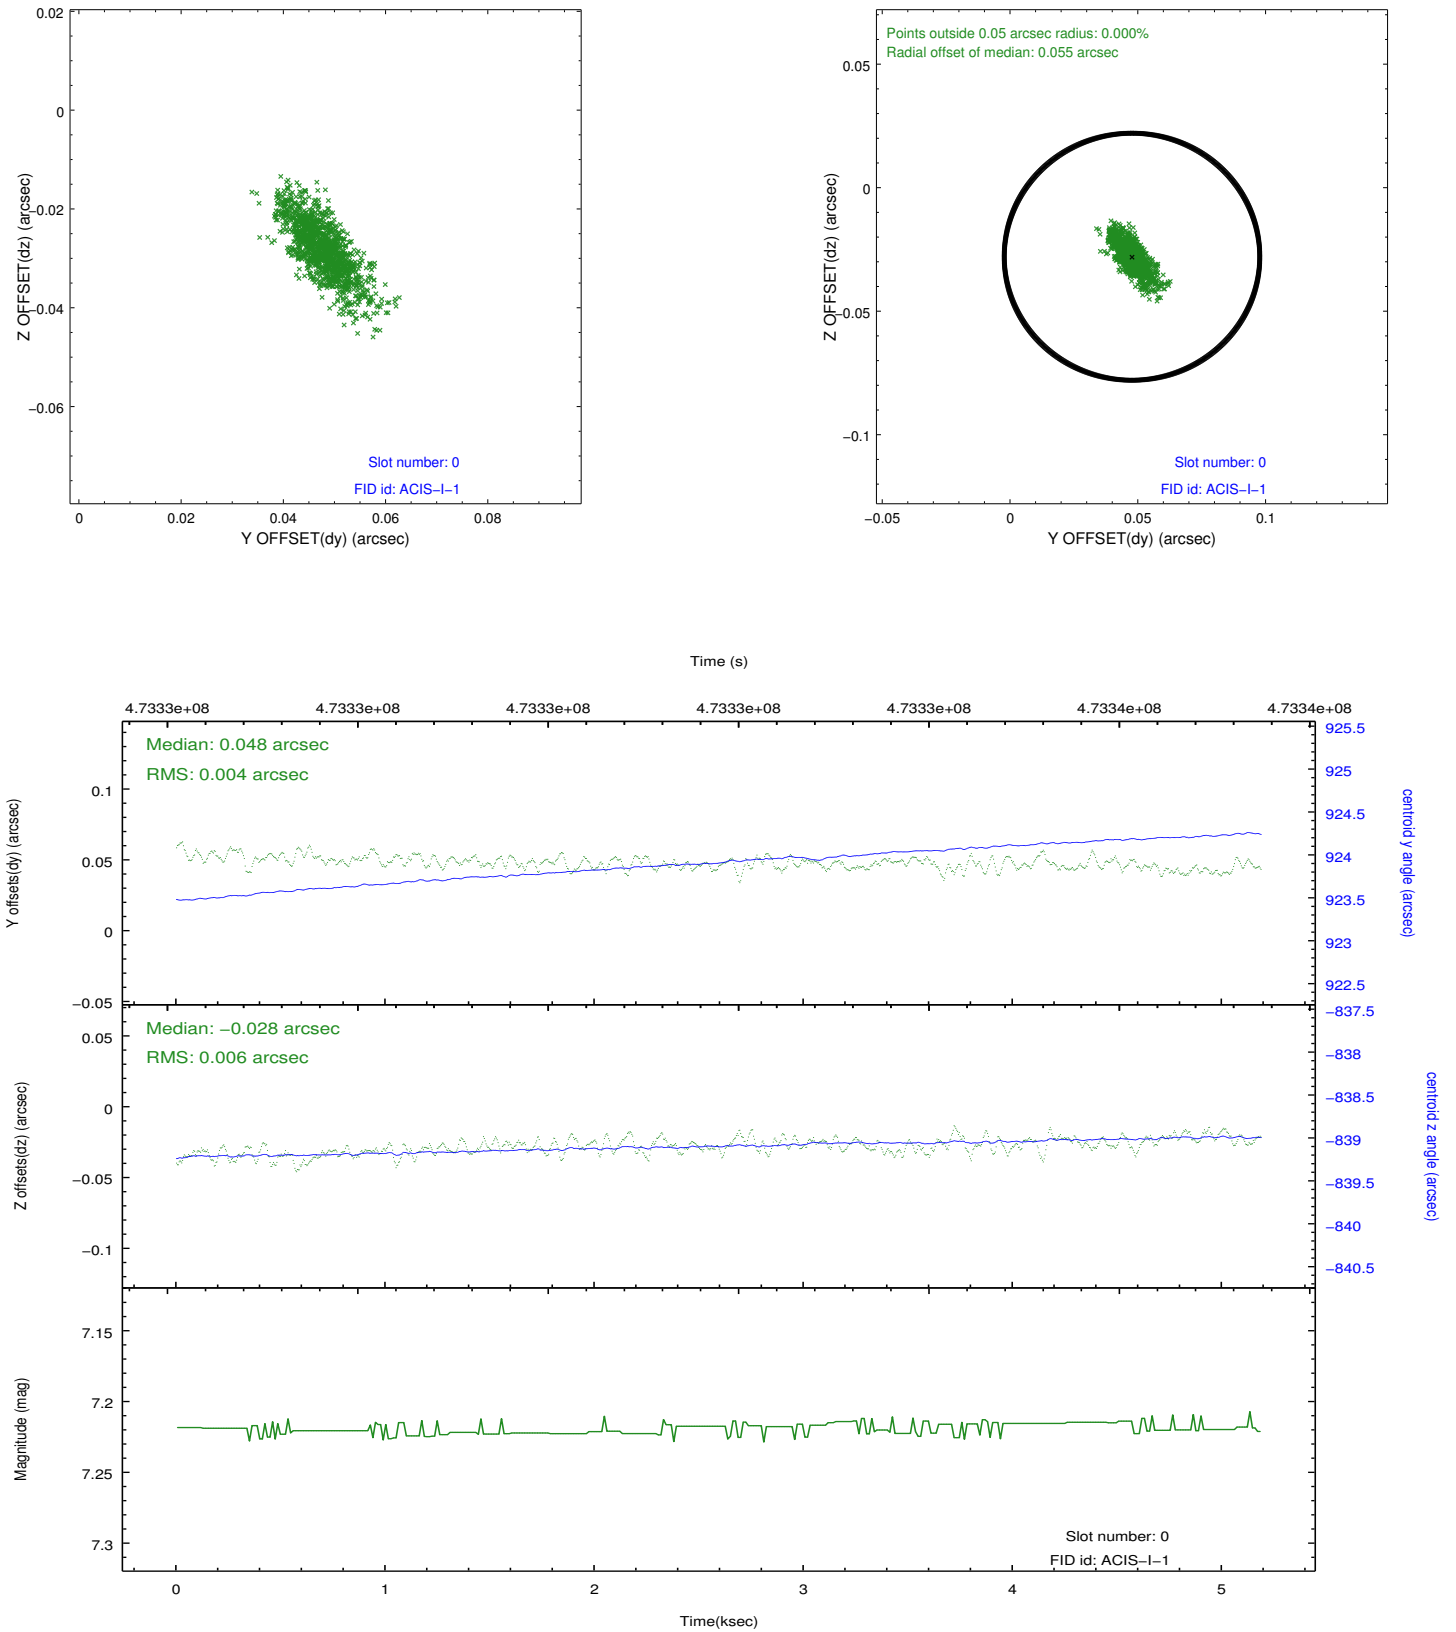 0.02
0
−0.02
−0.04
−0.06
Z OFFSET(dz) (arcsec)
Slot number: 0
FID id: ACIS−I−1
0 0.02 0.04 0.06 0.08
Y OFFSET(dy) (arcsec)
Points outside 0.05 arcsec radius: 0.000%
Radial offset of median: 0.055 arcsec
0.05
0
−0.05
−0.1
Z OFFSET(dz) (arcsec)
Slot number: 0
FID id: ACIS−I−1
−0.05 0 0.05 0.1
Y OFFSET(dy) (arcsec)
Time (s)
4.7333e+08 4.7333e+08 4.7333e+08 4.7333e+08 4.7333e+08 4.7334e+08 4.7334e+08
Median: 0.048 arcsec
RMS: 0.004 arcsec
0.1
0.05
0
−0.05
Y offsets(dy) (arcsec)
925.5
925
924.5
924
923.5
923
922.5
centroid y angle (arcsec)
Median: −0.028 arcsec
RMS: 0.006 arcsec
0.05
0
−0.05
−0.1
Z offsets(dz) (arcsec)
−837.5
−838
−838.5
−839
−839.5
−840
−840.5
centroid z angle (arcsec)
7.15
7.2
7.25
7.3
Magnitude (mag)
Slot number: 0
FID id: ACIS−I−1
0 1 2 3 4 5
Time(ksec)